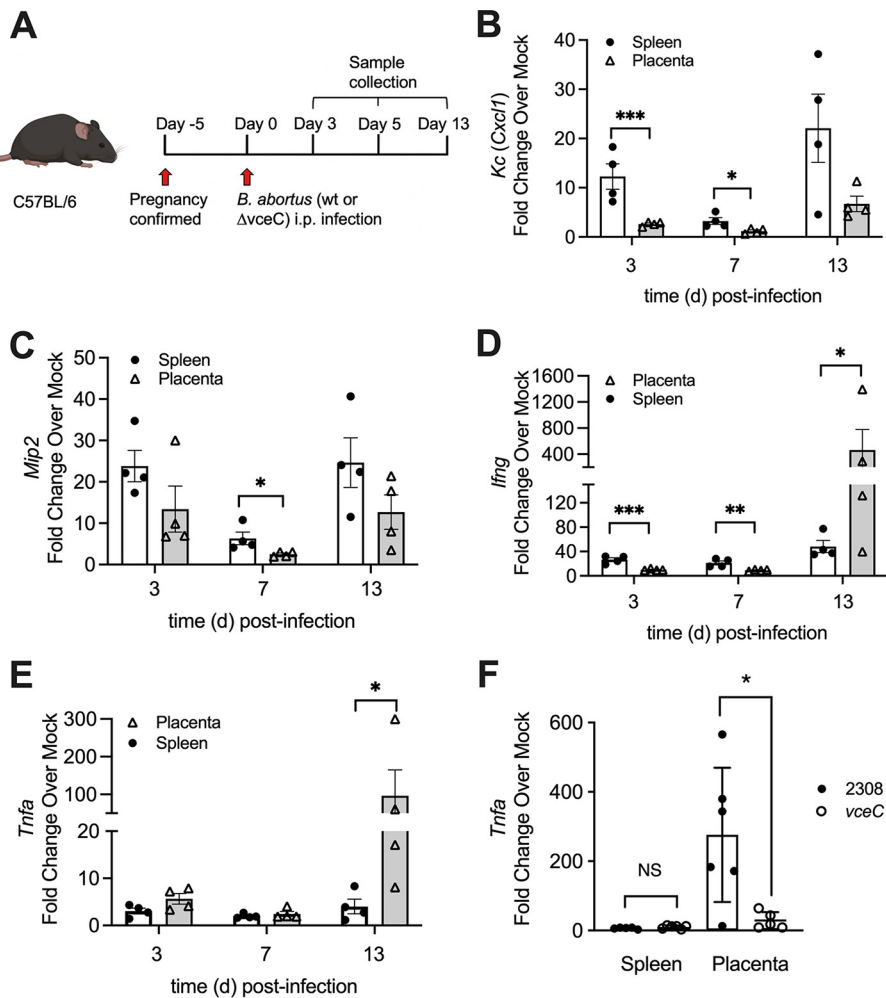 A
Sample
collection
Day -5 Day 0 Day 3 Day 5 Day 13
C57BL/6
Pregnancy
confirmed
B. abortus (wt or
ΔvceC) i.p. infection
B
Kc (Cxcl1)
Fold Change Over Mock
40
30
20
10
0
Spleen
Placenta
***
*
3 7 13
time (d) post-infection
C
Mip2
Fold Change Over Mock
50
40
30
20
10
0
Spleen
Placenta
*
3 7 13
time (d) post-infection
D
Ifng
Fold Change Over Mock
1600
1200
800
400
120
80
40
0
Placenta
Spleen
***
**
*
3 7 13
time (d) post-infection
E
Tnfa
Fold Change Over Mock
300
200
100
20
10
0
Placenta
Spleen
*
3 7 13
time (d) post-infection
F
Tnfa
Fold Change Over Mock
600
400
200
0
NS
*
2308
vceC
Spleen Placenta